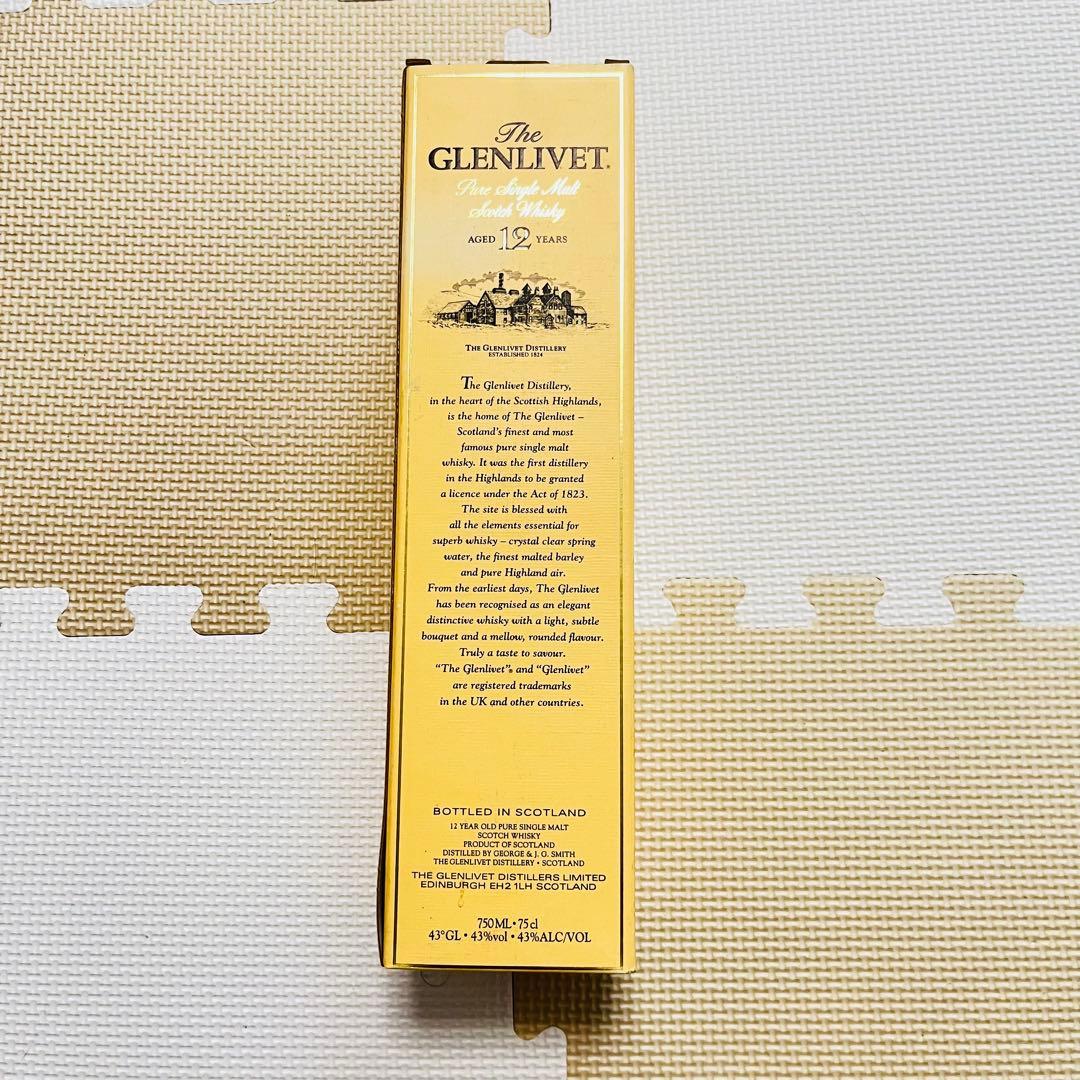 The
GLENLIVET®
Pure Single Malt
Scotch Whisky
AGED 12 YEARS
THE GLENLIVET DISTILLERY
ESTABLISHED 1824
The Glenlivet Distillery,
in the heart of the Scottish Highlands,
is the home of The Glenlivet –
Scotland's finest and most
famous pure single malt
whisky. It was the first distillery
in the Highlands to be granted
a licence under the Act of 1823.
The site is blessed with
all the elements essential for
superb whisky – crystal clear spring
water, the finest malted barley
and pure Highland air.
From the earliest days, The Glenlivet
has been recognised as an elegant
distinctive whisky with a light, subtle
bouquet and a mellow, rounded flavour.
Truly a taste to savour.
“The Glenlivet”® and “Glenlivet”
are registered trademarks
in the UK and other countries.
BOTTLED IN SCOTLAND
12 YEAR OLD PURE SINGLE MALT
SCOTCH WHISKY
PRODUCT OF SCOTLAND
DISTILLED BY GEORGE & J. G. SMITH
THE GLENLIVET DISTILLERY • SCOTLAND
THE GLENLIVET DISTILLERS LIMITED
EDINBURGH EH2 1LH SCOTLAND
750 ML • 75 cl
43°GL • 43%vol • 43%ALC/VOL